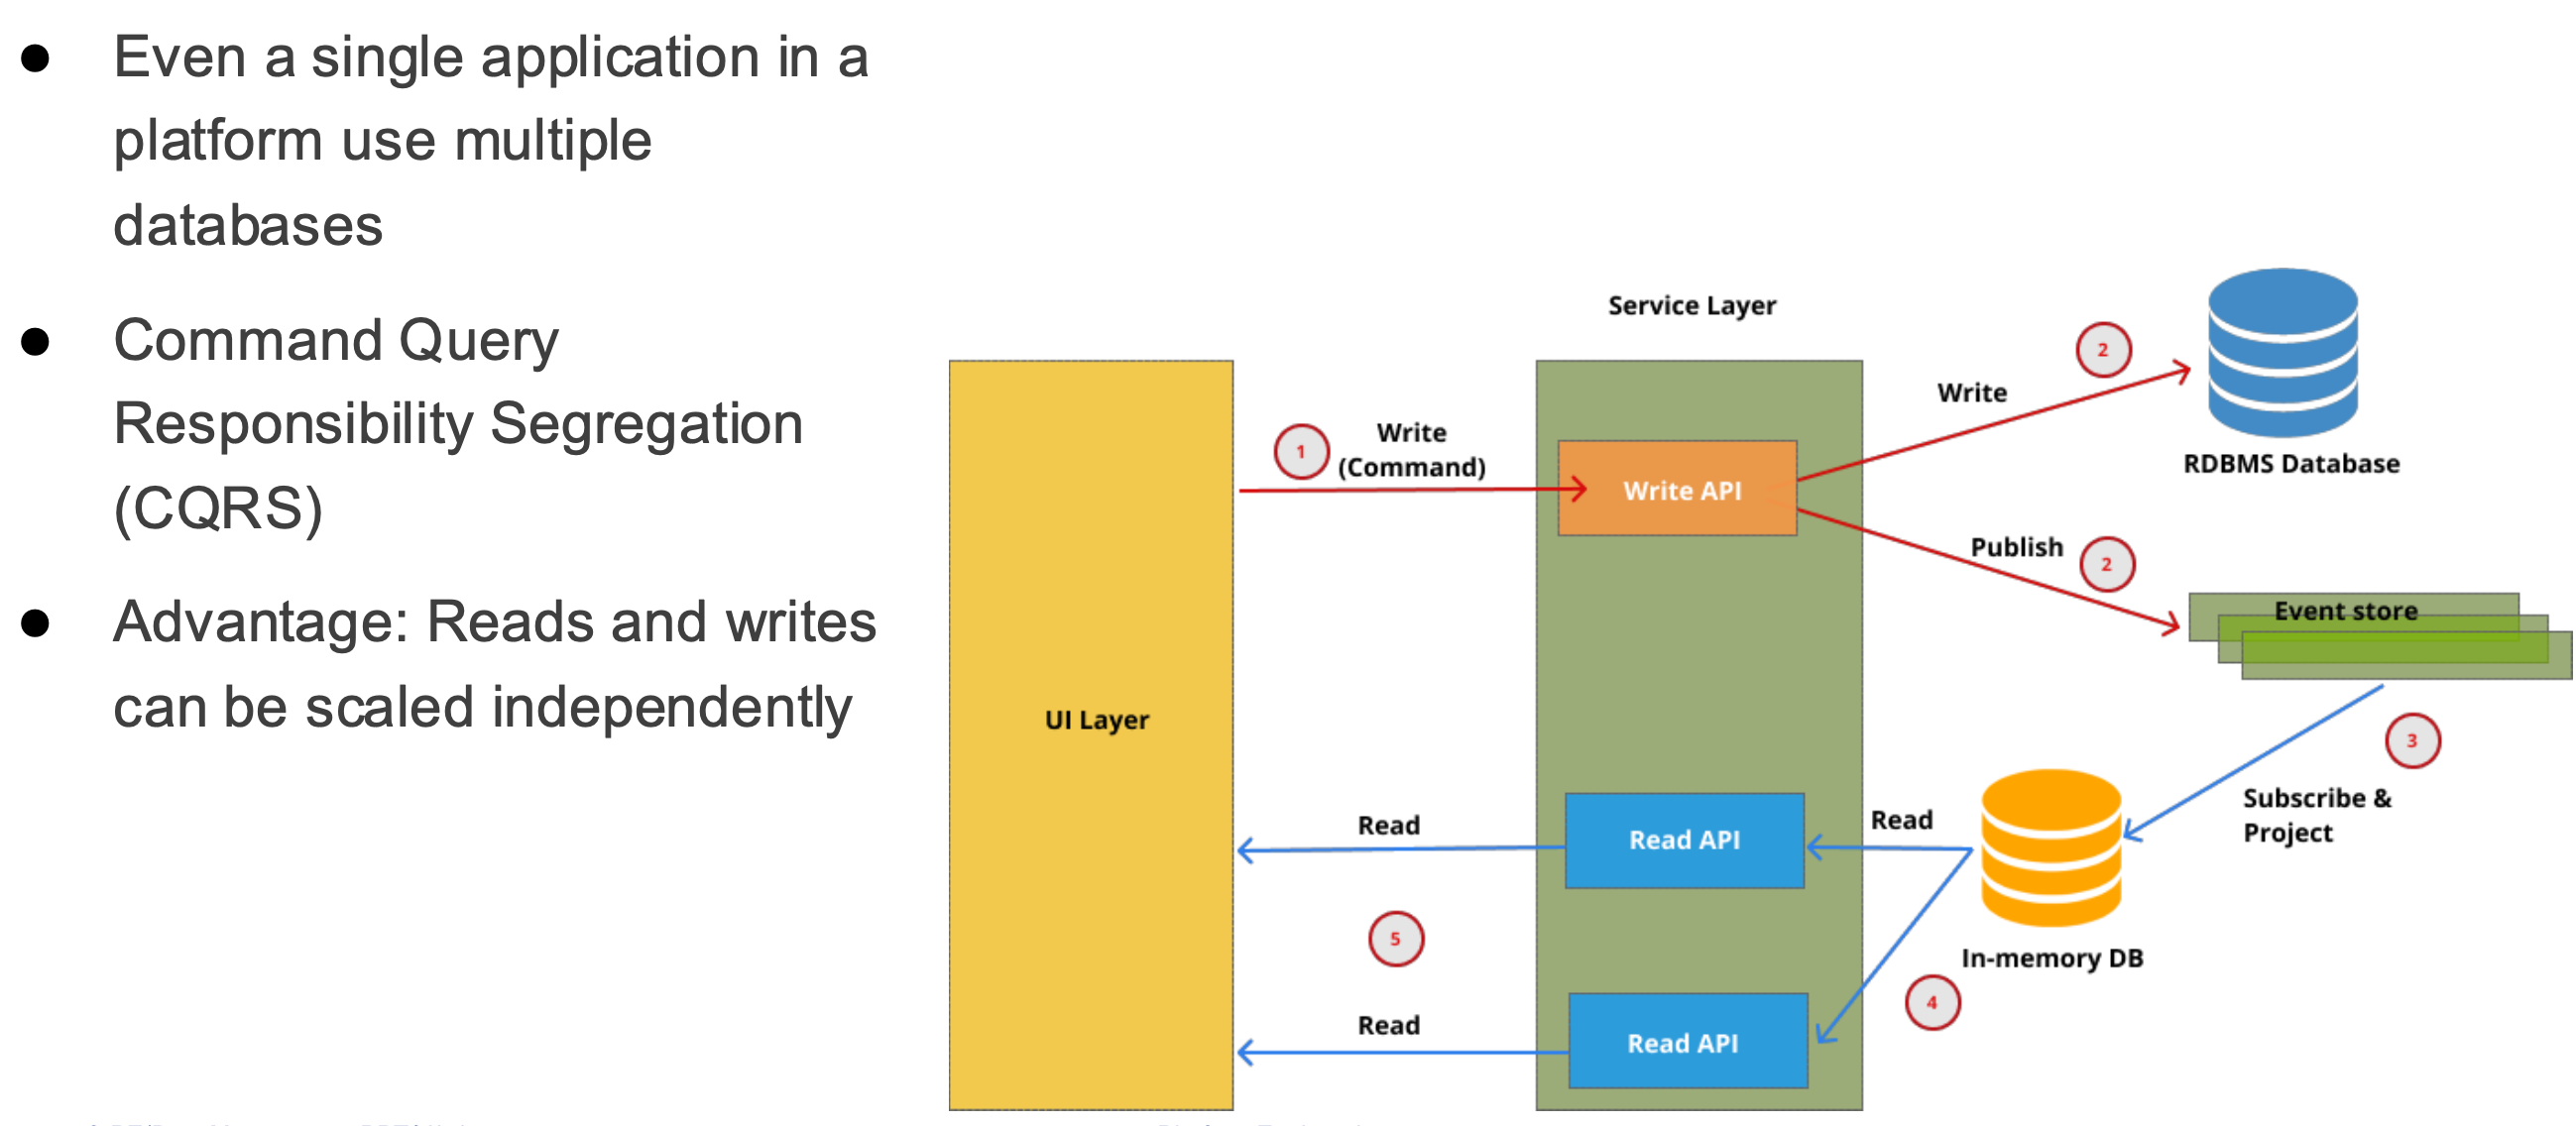 ● Even a single application in a
platform use multiple
databases
● Command Query
Responsibility Segregation
(CQRS)
● Advantage: Reads and writes
can be scaled independently
Service Layer
2
Write
RDBMS Database
1
Write
(Command)
Write API
Publish
2
Event store
UI Layer
3
Subscribe &
Project
Read
Read API
Read
5
In-memory DB
4
Read
Read API